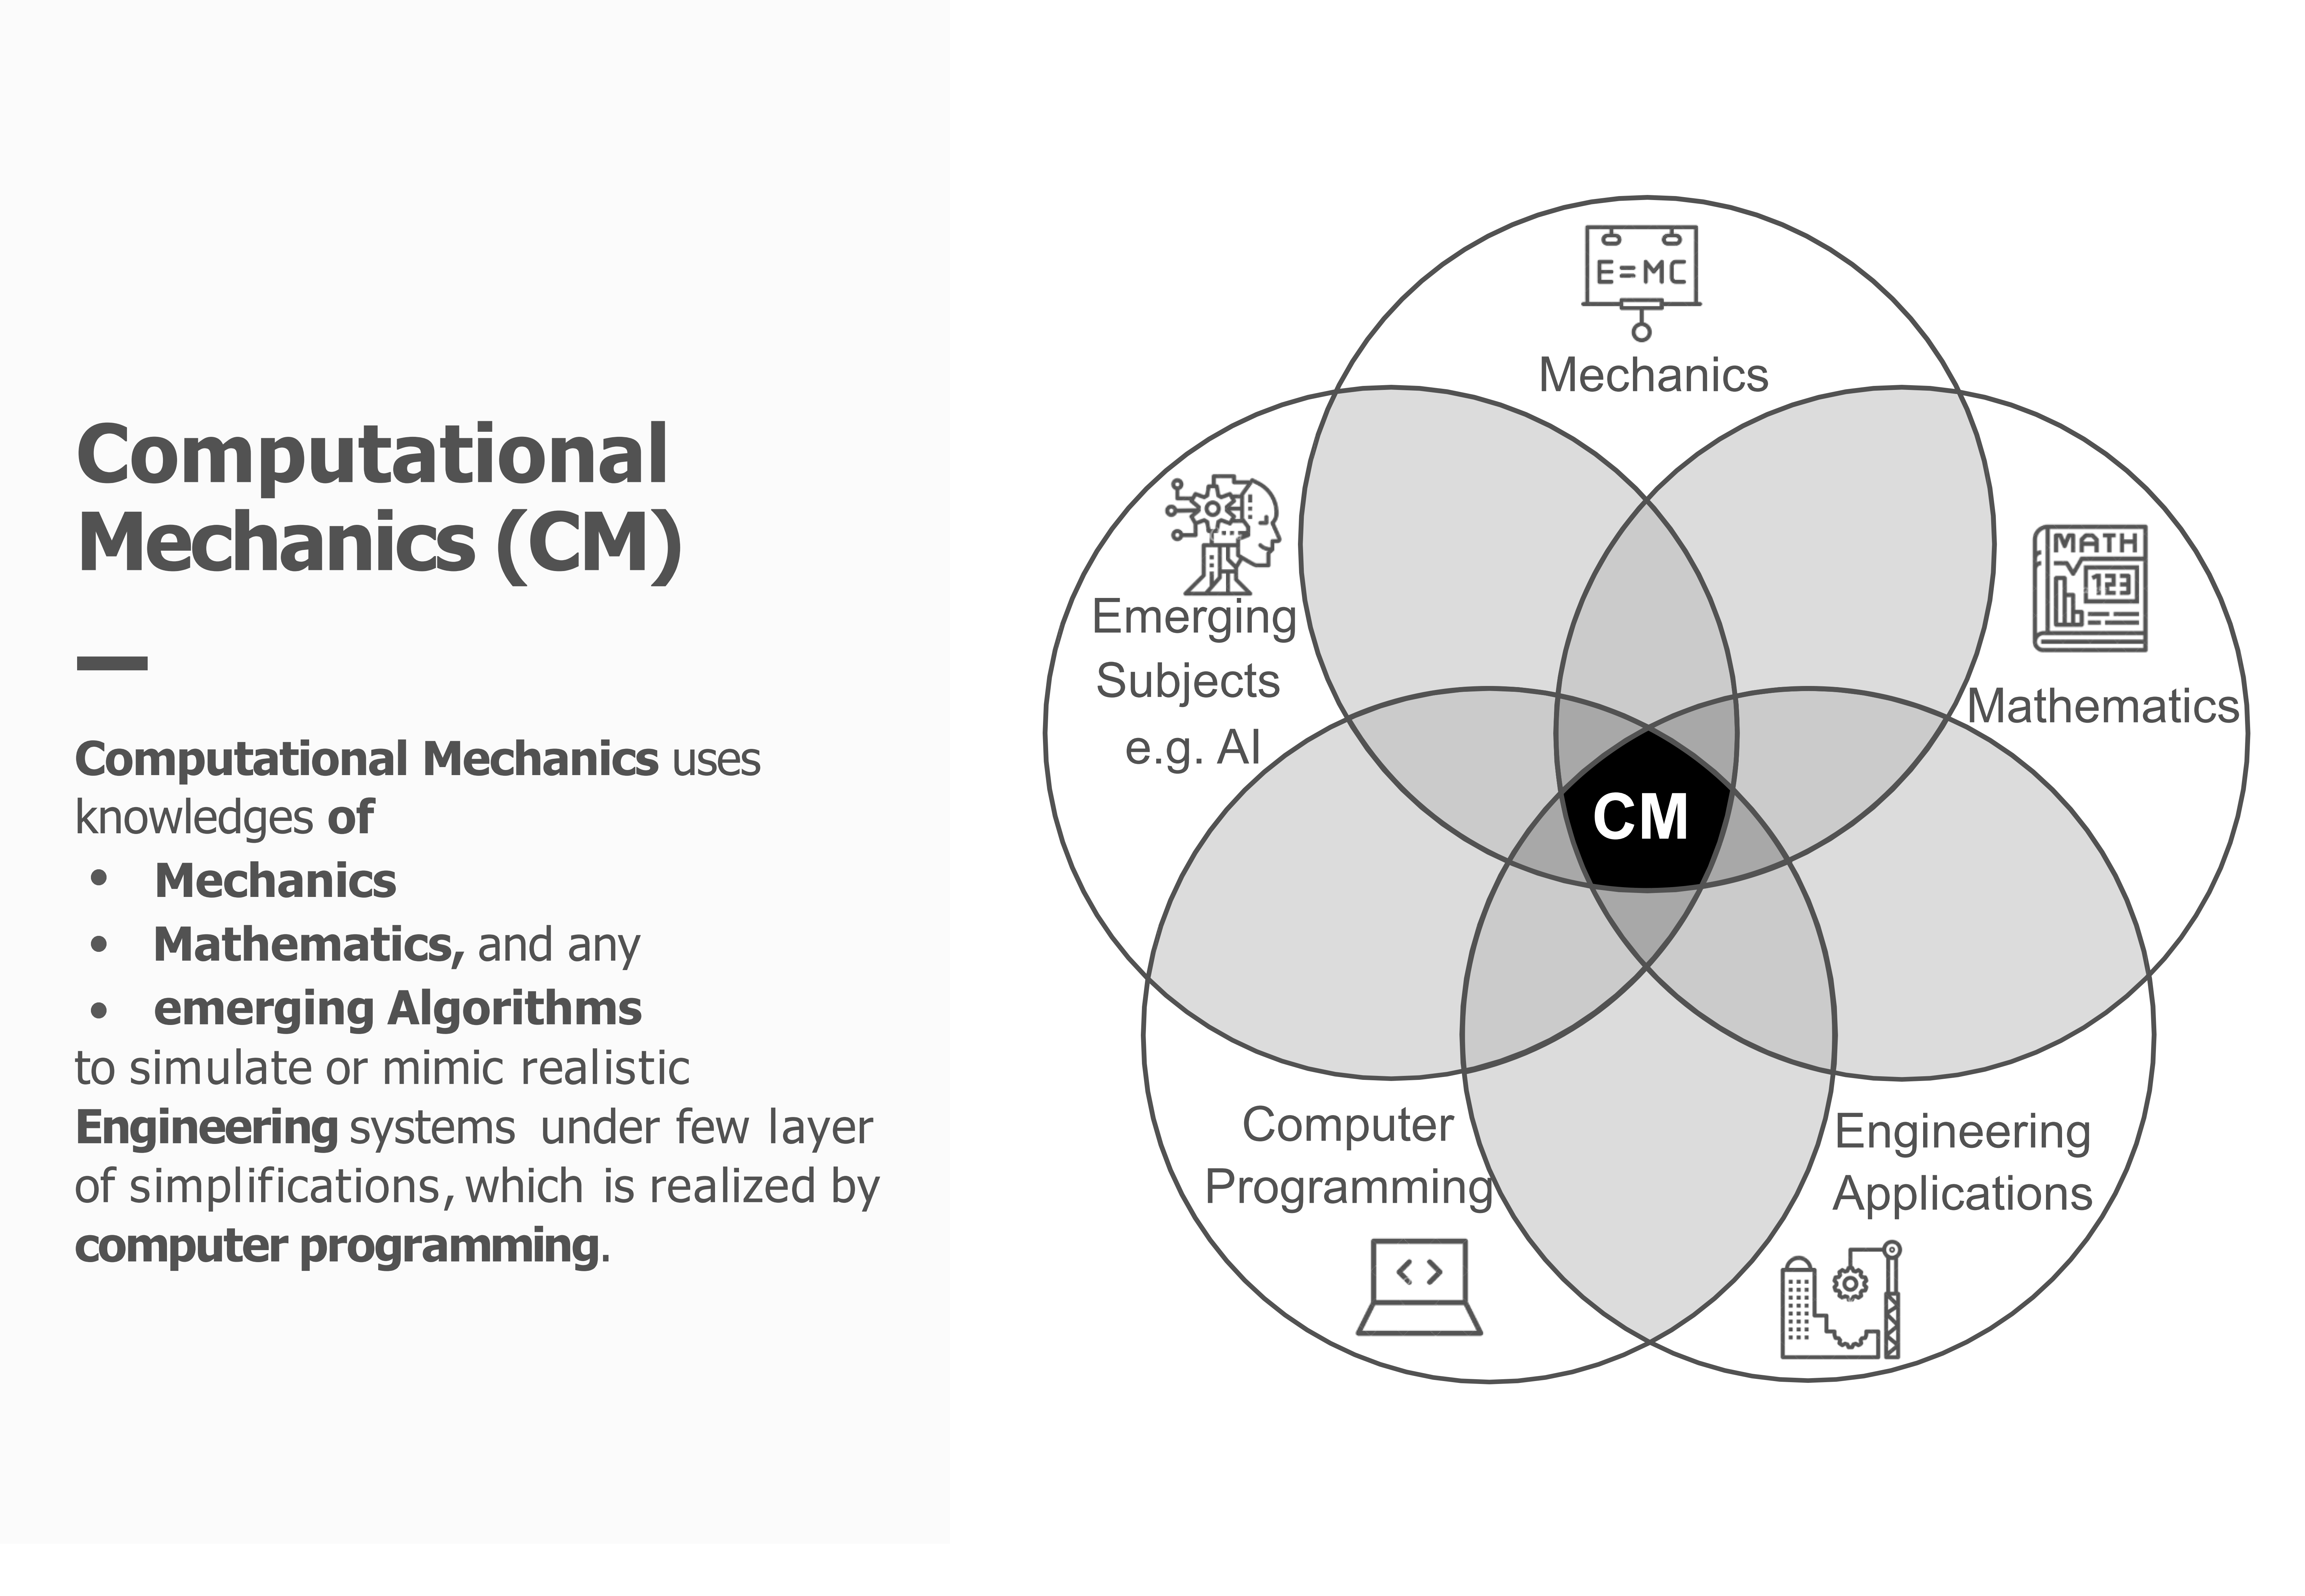 Computational
Mechanics (CM)
Computational Mechanics uses
knowledges of
• Mechanics
• Mathematics, and any
• emerging Algorithms
to simulate or mimic realistic
Engineering systems under few layer
of simplifications, which is realized by
computer programming.
E=MC
Mechanics
Emerging
Subjects
e.g. AI
MATH
123
Mathematics
CM
Computer
Programming
< >
Engineering
Applications